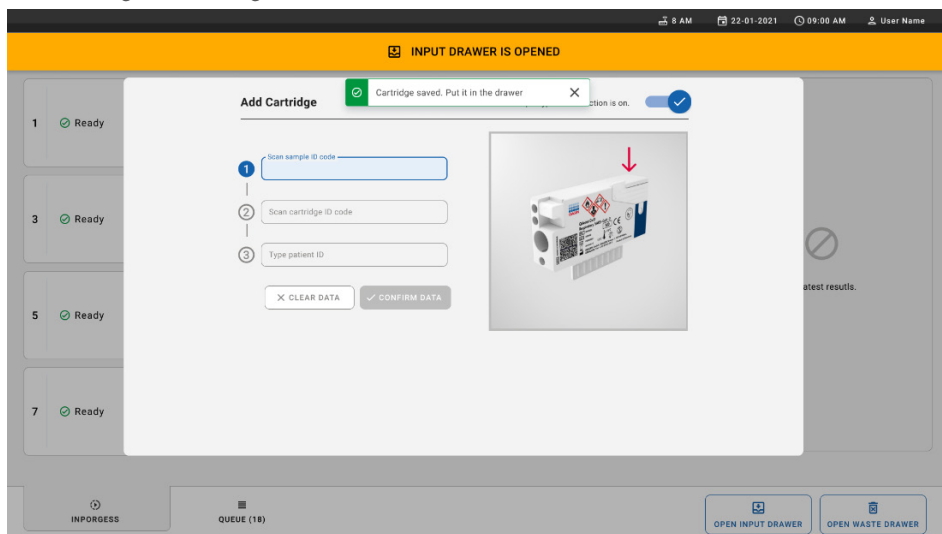 8 AM 22-01-2021 09:00 AM User Name
INPUT DRAWER IS OPENED
Cartridge saved. Put it in the drawer
Add Cartridge
ction is on.
1 Ready
3 Ready
5 Ready
7 Ready
1 Scan sample ID code
2 Scan cartridge ID code
3 Type patient ID
CLEAR DATA CONFIRM DATA
CE
atest resutls.
INPORGESS
QUEUE (18)
OPEN INPUT DRAWER
OPEN WASTE DRAWER